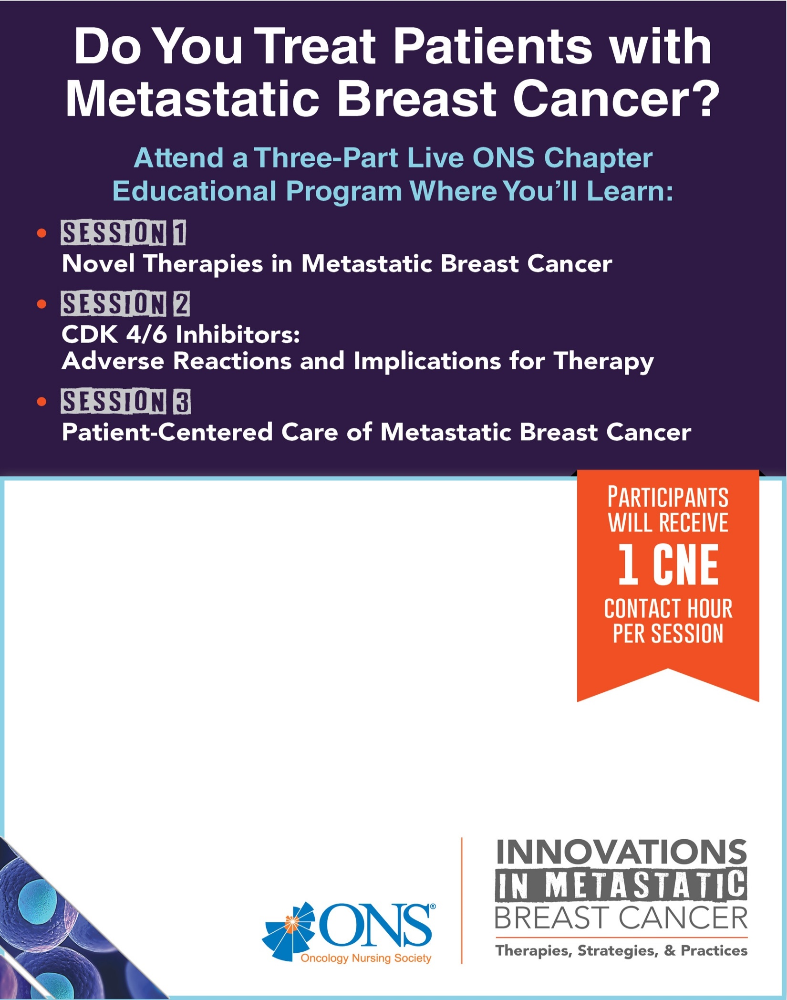 Do You Treat Patients with
Metastatic Breast Cancer?
Attend a Three-Part Live ONS Chapter
Educational Program Where You’ll Learn:
• SESSION 1
Novel Therapies in Metastatic Breast Cancer
• SESSION 2
CDK 4/6 Inhibitors:
Adverse Reactions and Implications for Therapy
• SESSION 3
Patient-Centered Care of Metastatic Breast Cancer
PARTICIPANTS
WILL RECEIVE
1 CNE
CONTACT HOUR
PER SESSION
ONS®
Oncology Nursing Society
INNOVATIONS
IN METASTATIC
BREAST CANCER
Therapies, Strategies, & Practices